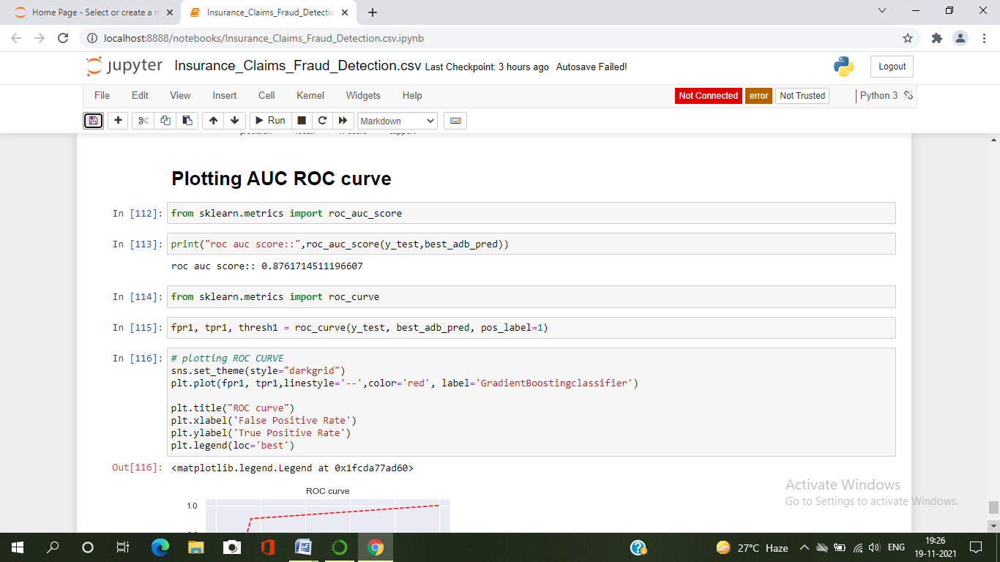 Home Page - Select or create a n
Insurance_Claims_Fraud_Detectio
localhost:8888/notebooks/Insurance_Claims_Fraud_Detection.csv.ipynb
jupyter Insurance_Claims_Fraud_Detection.csv Last Checkpoint: 3 hours ago Autosave Failed!
Logout
File Edit View Insert Cell Kernel Widgets Help
Not Connected error Not Trusted Python 3
Run Markdown
precision recall f1-score support
Plotting AUC ROC curve
In [112]: from sklearn.metrics import roc_auc_score
In [113]: print("roc auc score::",roc_auc_score(y_test,best_adb_pred))
roc auc score:: 0.8761714511196607
In [114]: from sklearn.metrics import roc_curve
In [115]: fpr1, tpr1, thresh1 = roc_curve(y_test, best_adb_pred, pos_label=1)
In [116]: # plotting ROC CURVE
sns.set_theme(style="darkgrid")
plt.plot(fpr1, tpr1,linestyle='--',color='red', label='GradientBoostingclassifier')
plt.title("ROC curve")
plt.xlabel('False Positive Rate')
plt.ylabel('True Positive Rate')
plt.legend(loc='best')
Out[116]: <matplotlib.legend.Legend at 0x1fcda77ad60>
ROC curve
1.0
Activate Windows
Go to Settings to activate Windows.
27°C Haze
ENG
19:26
19-11-2021